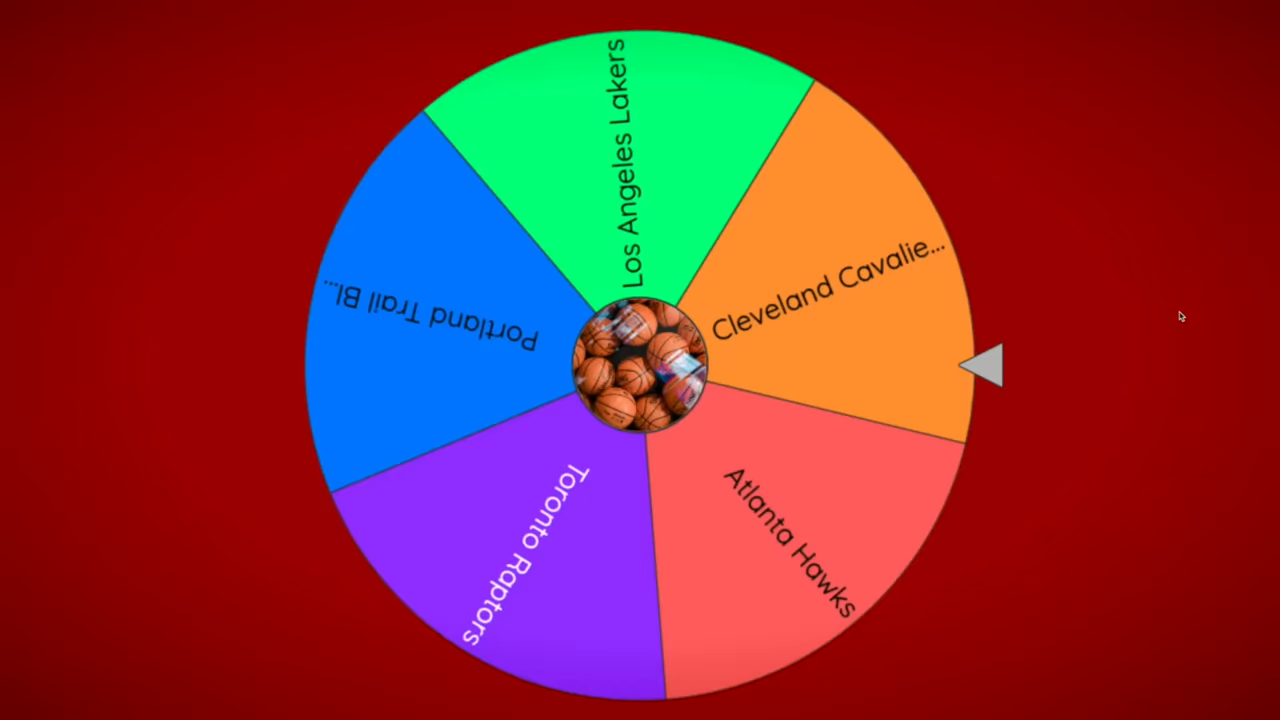 Los Angeles Lakers
Cleveland Cavalie...
Portland Trail Bl...
Toronto Raptors
Atlanta Hawks